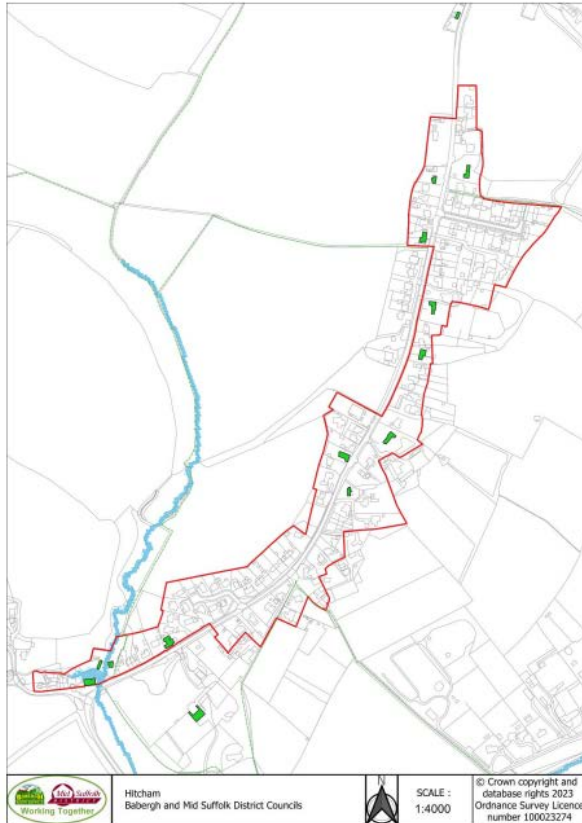 Mid Suffolk
Working Together
Hitcham
Babergh and Mid Suffolk District Councils
N
SCALE :
1:4000
© Crown copyright and
database rights 2023
Ordnance Survey Licence
number 100023274